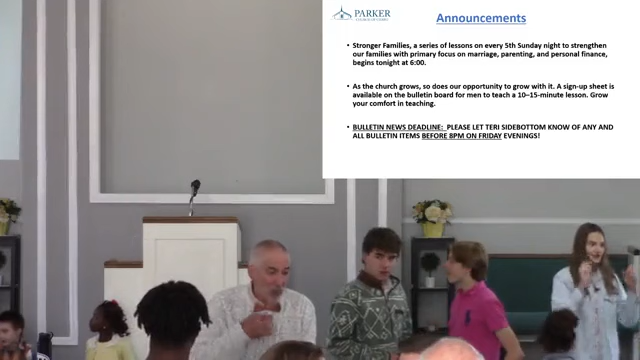 PARKER
Announcements
• Stronger Families, a series of lessons on every 5th Sunday night to strengthen
our families with primary focus on marriage, parenting, and personal finance,
begins tonight at 6:00.
• As the church grows, so does our opportunity to grow with it. A sign-up sheet is
available on the bulletin board for men to teach a 10–15-minute lesson. Grow
your comfort in teaching.
• BULLETIN NEWS DEADLINE: PLEASE LET TERI SIDEBOTTOM KNOW OF ANY AND
ALL BULLETIN ITEMS BEFORE 8PM ON FRIDAY EVENINGS!